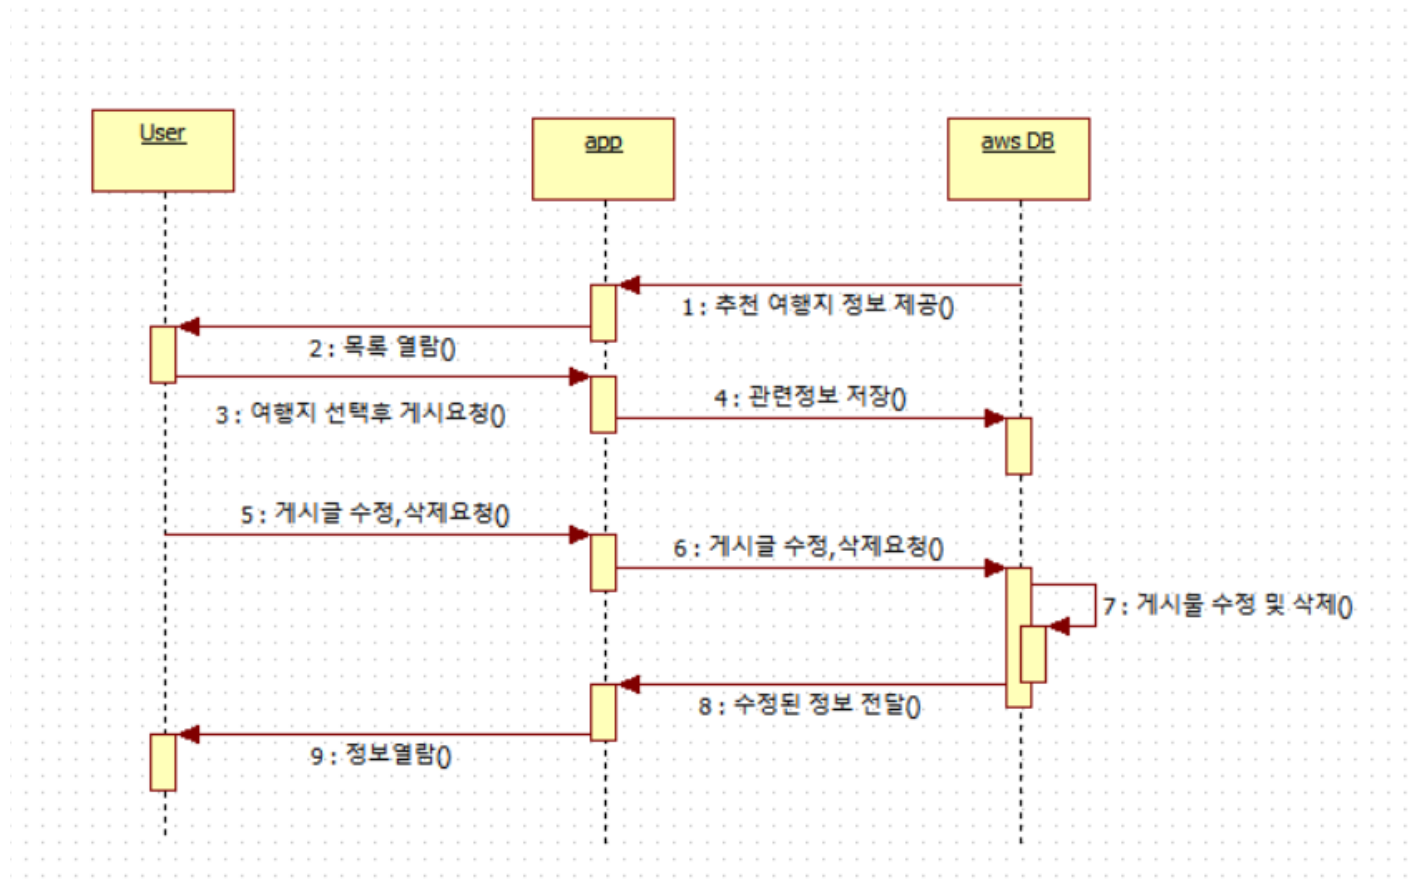 User
app
aws DB
1 : 추천 여행지 정보 제공()
2 : 목록 열람()
3 : 여행지 선택후 게시요청()
4 : 관련정보 저장()
5 : 게시글 수정,삭제요청()
6 : 게시글 수정,삭제요청()
7 : 게시물 수정 및 삭제()
8 : 수정된 정보 전달()
9 : 정보열람()